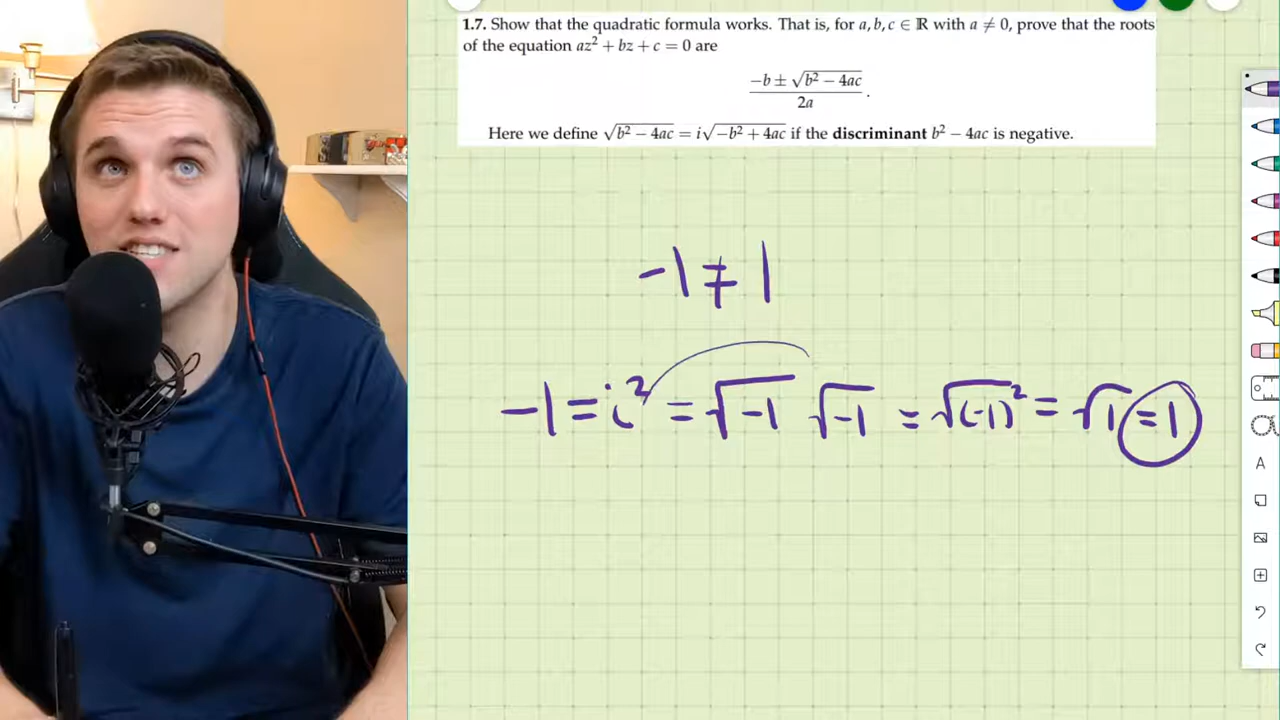 1.7. Show that the quadratic formula works. That is, for a, b, c ∈ ℝ with a ≠ 0, prove that the roots
of the equation az² + bz + c = 0 are
(−b ± √(b² − 4ac)) / 2a .
Here we define √(b² − 4ac) = i√(−b² + 4ac) if the discriminant b² − 4ac is negative.
-1 ≠ 1
-1 = i² = √-1 √-1 = √(-1)² = √1 = 1
A